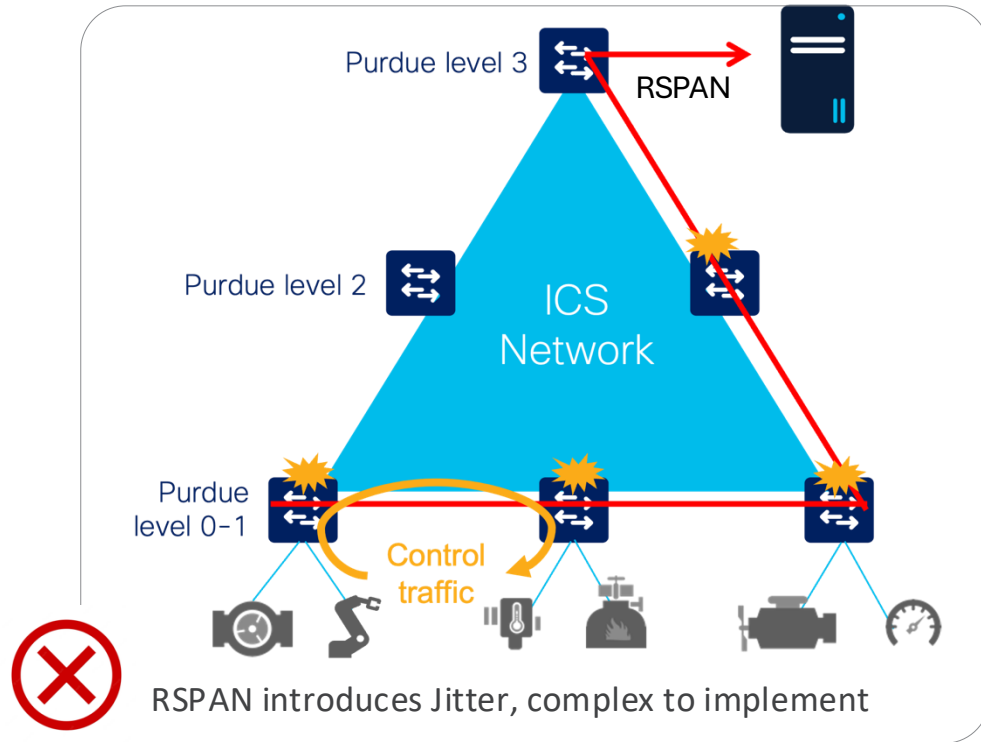 Purdue level 3
RSPAN
Purdue level 2
ICS
Network
Purdue
level 0-1
Control
traffic
RSPAN introduces Jitter, complex to implement